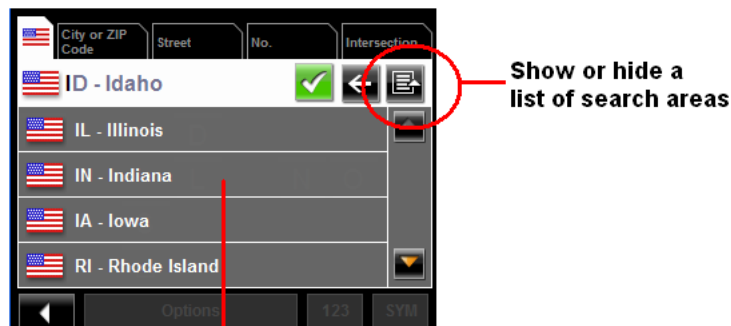 City or ZIP
Code
Street
No.
Intersection
ID - Idaho
IL - Illinois
IN - Indiana
IA - Iowa
RI - Rhode Island
Options
123
SYM
Show or hide a
list of search areas